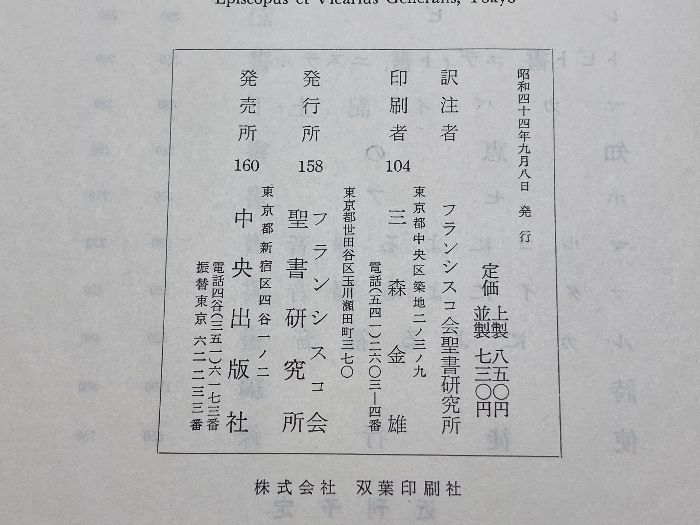 Episcopus et Vicarius Generalis, Tokyo
昭和四十四年九月八日　発　行
定価　上製　八五〇円
並製　七三〇円
訳注者　フランシスコ会聖書研究所
東京都中央区築地二ノ三ノ九
印刷者　104　三森金雄
電話(五四一)二六〇三―四番
東京都世田谷区玉川瀬田町三七〇
発行所　158　フランシスコ会
聖書研究所
東京都新宿区四谷一ノ二
発売所　160　中央出版社
電話四谷(三五一)六一七三番
振替東京　六二二三三番
株式会社　双葉印刷社